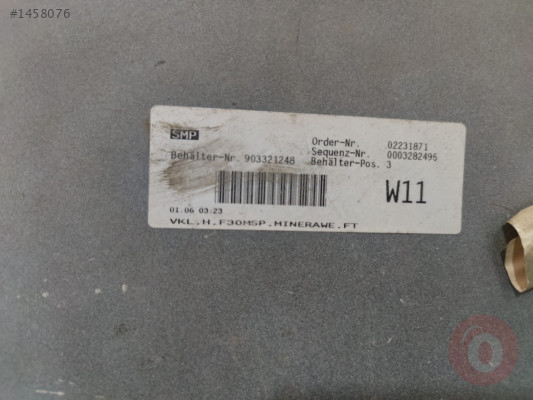 #1458076
SMP
Order-Nr. 02231871
Sequenz-Nr. 0003282496
Behälter-Nr. 903321248 Behälter-Pos. 3
W11
01.06 03:23
VKL.H.F30MSP.MINERAWE.FT